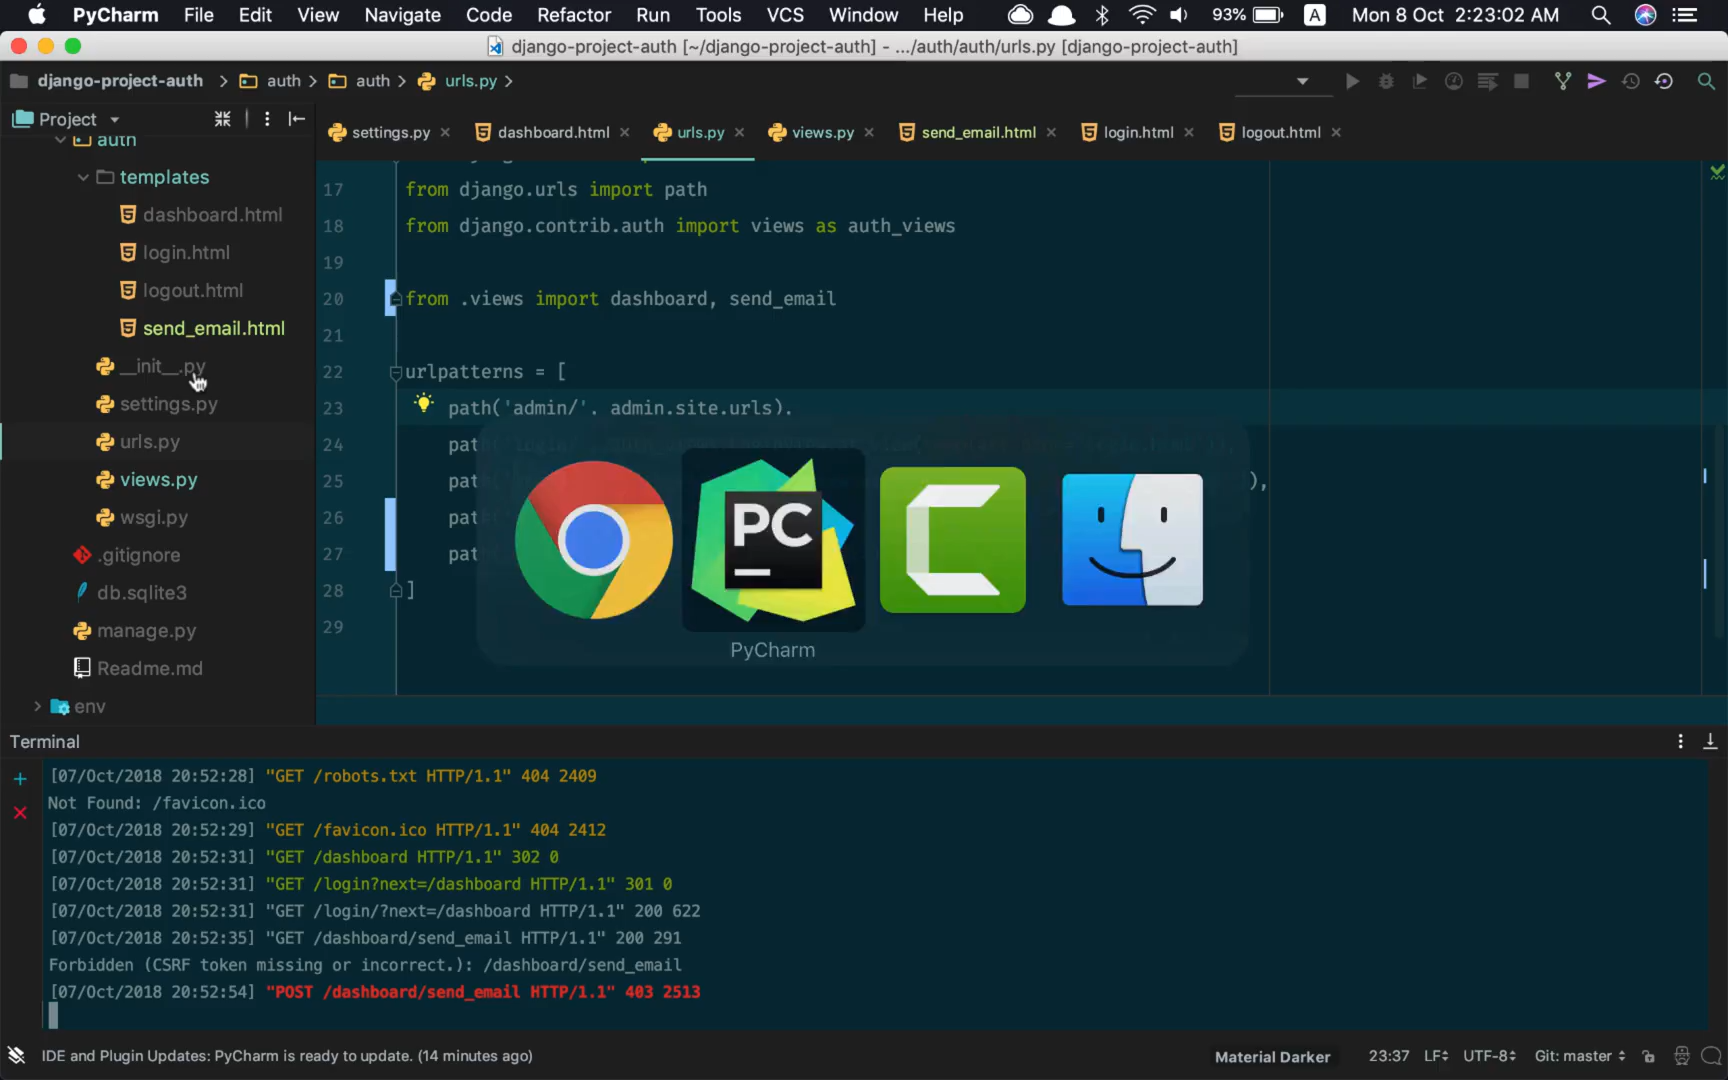 PyCharm File Edit View Navigate Code Refactor Run Tools VCS Window Help 93% A Mon 8 Oct 2:23:02 AM
django-project-auth [~/django-project-auth] - .../auth/auth/urls.py [django-project-auth]
django-project-auth auth auth urls.py
Project
settings.py dashboard.html urls.py views.py send_email.html login.html logout.html
auth
templates
dashboard.html
login.html
logout.html
send_email.html
__init__.py
settings.py
urls.py
views.py
wsgi.py
.gitignore
db.sqlite3
manage.py
Readme.md
env
17 from django.urls import path
18 from django.contrib.auth import views as auth_views
19
20 from .views import dashboard, send_email
21
22 urlpatterns = [
23 path('admin/'. admin.site.urls).
24 path
25 pat ),
26 pat
27 pat
28 ]
29
PC
C
PyCharm
Terminal
[07/Oct/2018 20:52:28] "GET /robots.txt HTTP/1.1" 404 2409
Not Found: /favicon.ico
[07/Oct/2018 20:52:29] "GET /favicon.ico HTTP/1.1" 404 2412
[07/Oct/2018 20:52:31] "GET /dashboard HTTP/1.1" 302 0
[07/Oct/2018 20:52:31] "GET /login?next=/dashboard HTTP/1.1" 301 0
[07/Oct/2018 20:52:31] "GET /login/?next=/dashboard HTTP/1.1" 200 622
[07/Oct/2018 20:52:35] "GET /dashboard/send_email HTTP/1.1" 200 291
Forbidden (CSRF token missing or incorrect.): /dashboard/send_email
[07/Oct/2018 20:52:54] "POST /dashboard/send_email HTTP/1.1" 403 2513
IDE and Plugin Updates: PyCharm is ready to update. (14 minutes ago)
Material Darker 23:37 LF UTF-8 Git: master